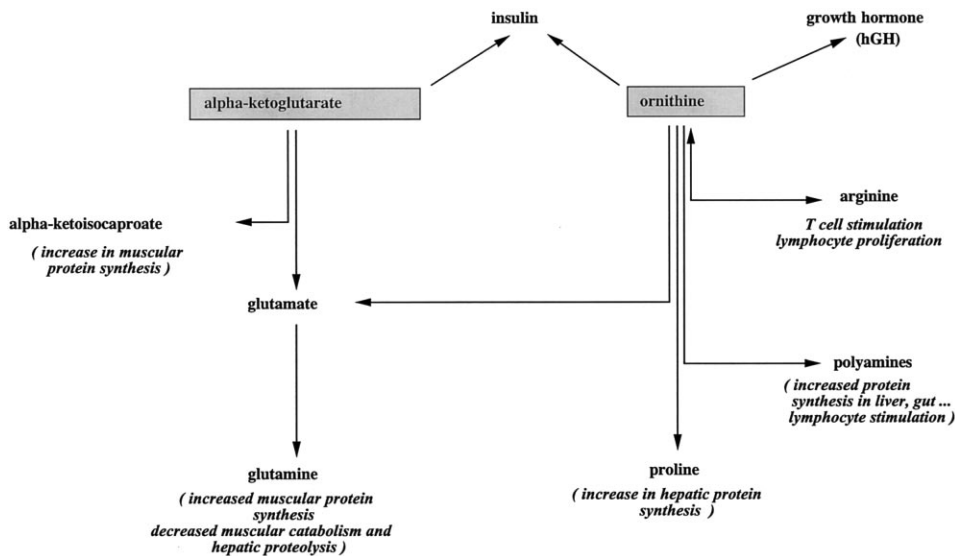 insulin
growth hormone
(hGH)
alpha-ketoglutarate
ornithine
alpha-ketoisocaproate
( increase in muscular
protein synthesis )
arginine
T cell stimulation
lymphocyte proliferation
glutamate
polyamines
( increased protein
synthesis in liver, gut ...
lymphocyte stimulation )
glutamine
( increased muscular protein
synthesis
decreased muscular catabolism and
hepatic proteolysis )
proline
( increase in hepatic protein
synthesis )